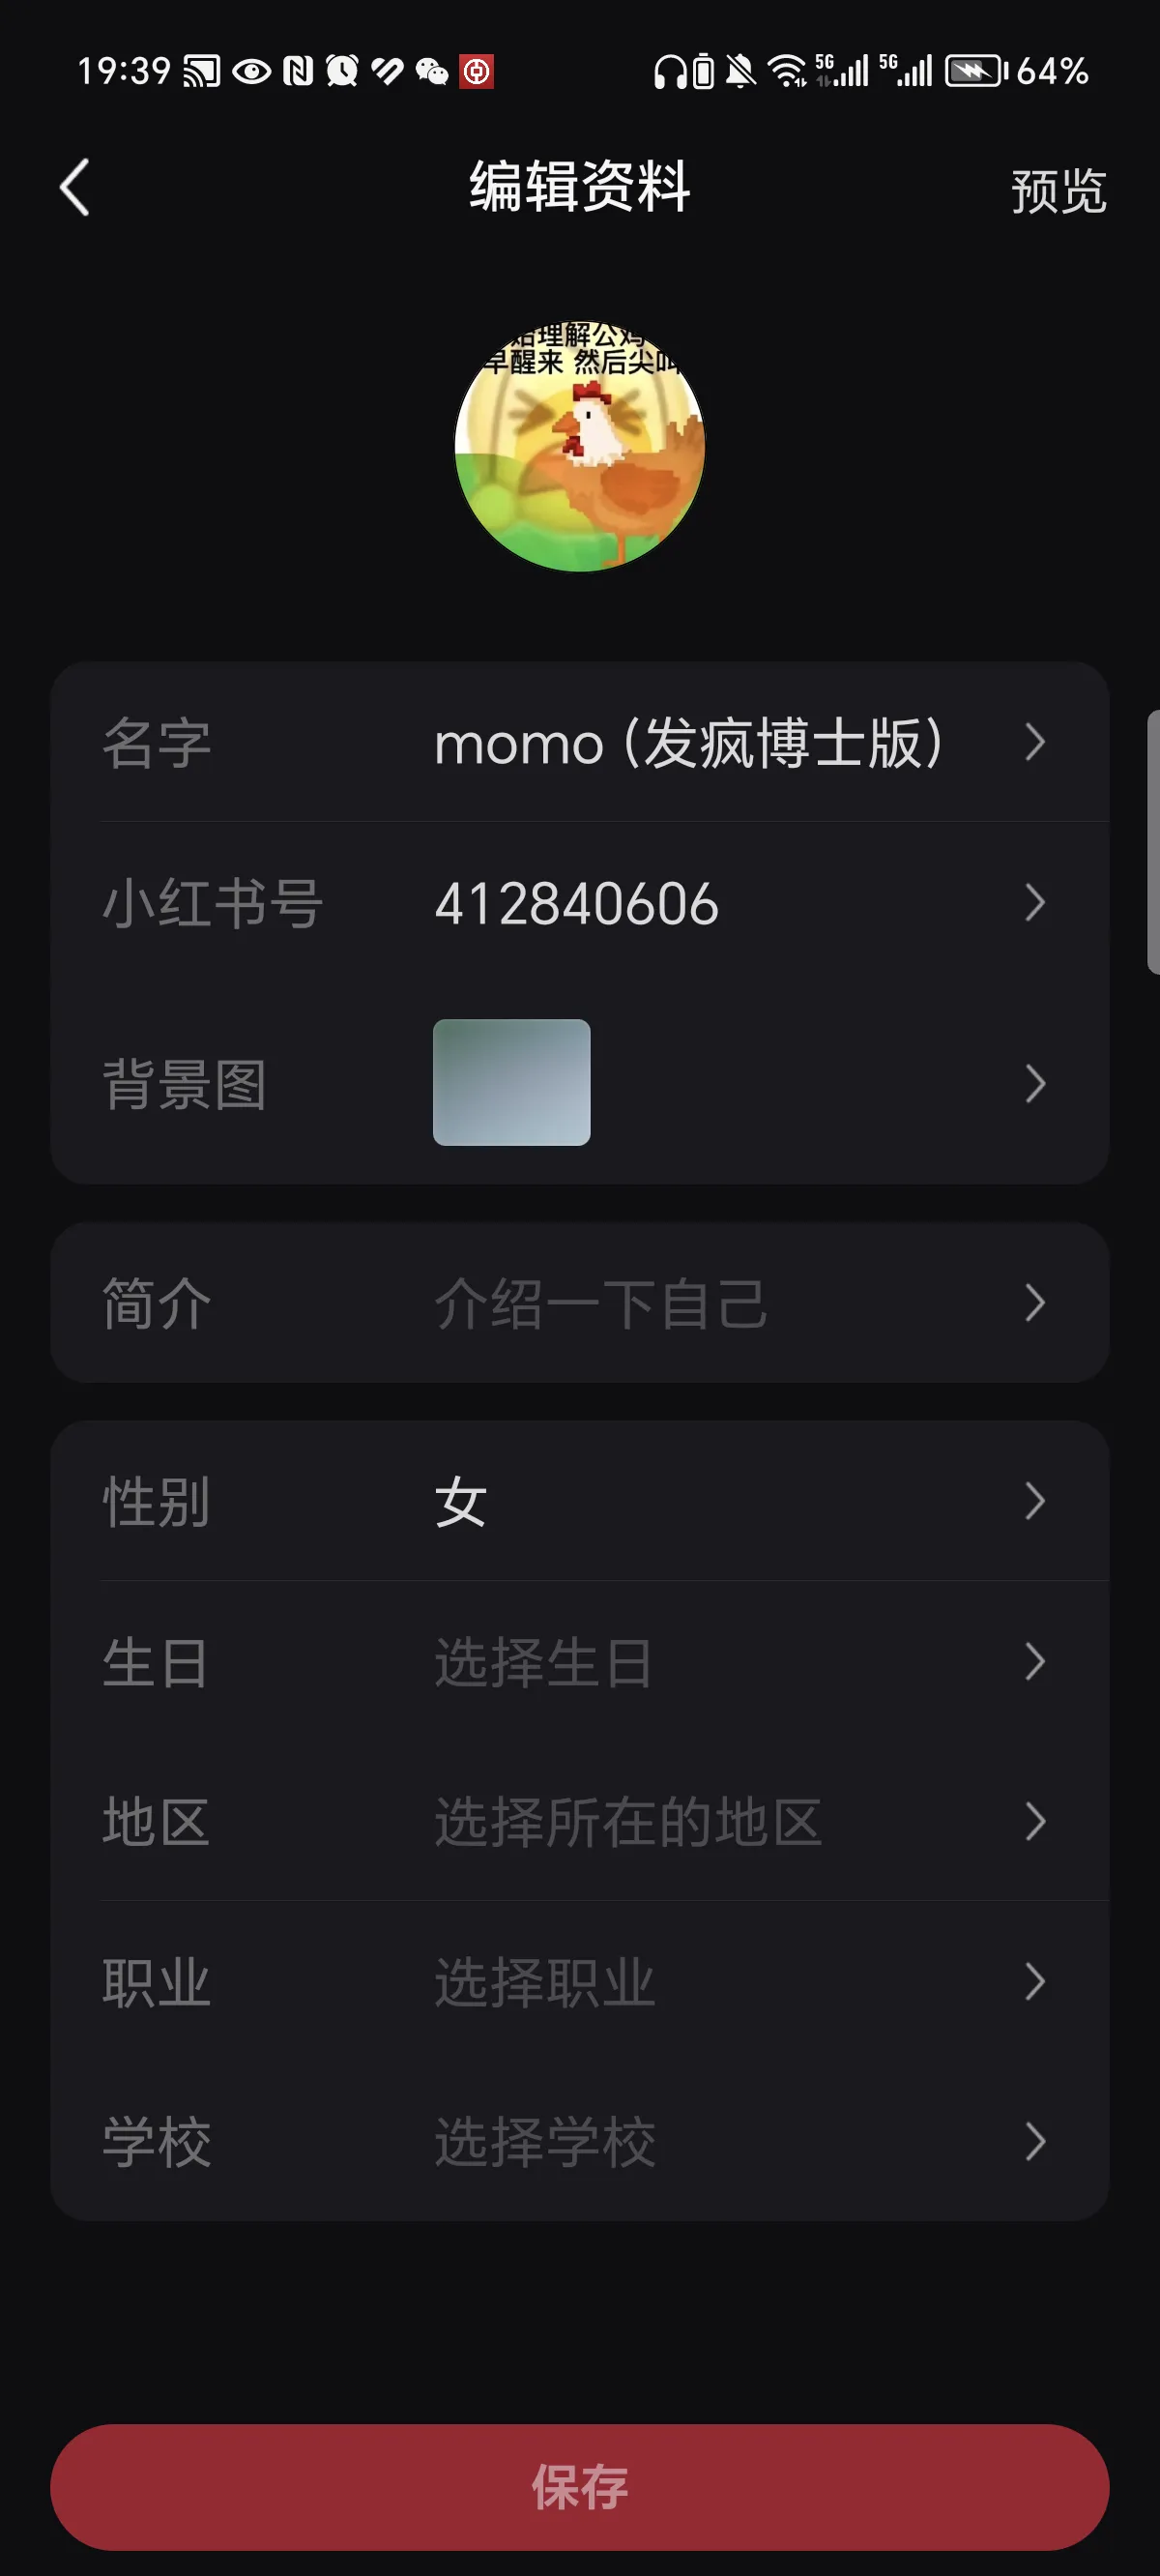 19:39 5G 5G 64%
编辑资料 预览
始理解公鸡
早醒来 然后尖叫
名字 momo (发疯博士版)
小红书号 412840606
背景图
简介 介绍一下自己
性别 女
生日 选择生日
地区 选择所在的地区
职业 选择职业
学校 选择学校
保存